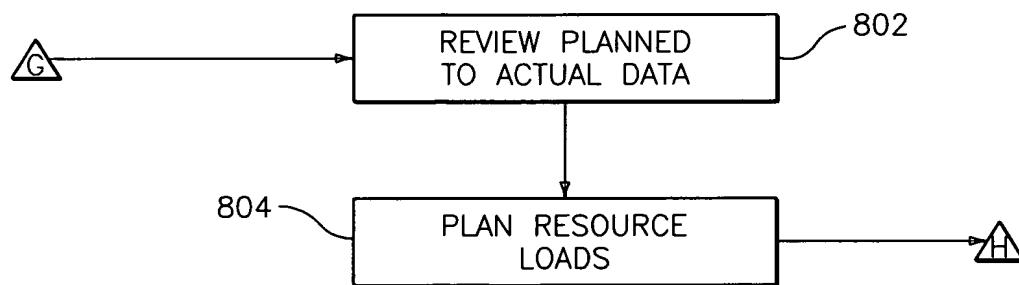 REVIEW PLANNED
TO ACTUAL DATA
802
G
804
PLAN RESOURCE
LOADS
H